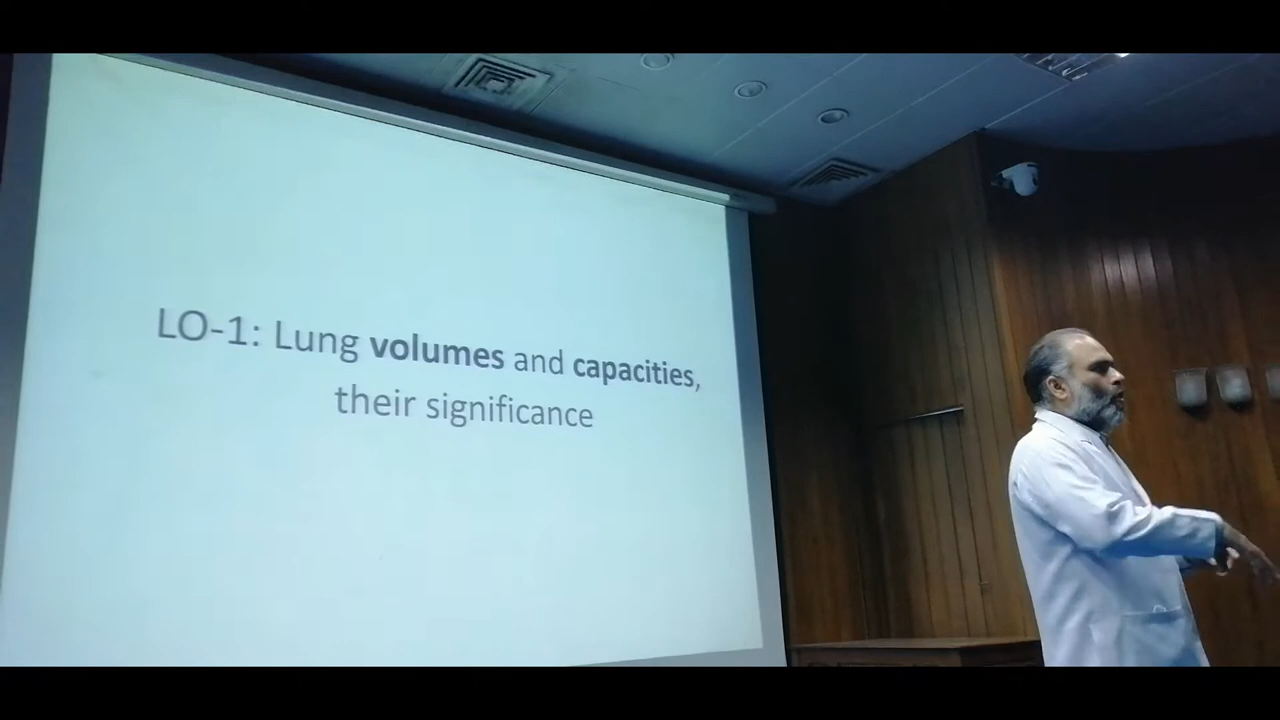 LO-1: Lung volumes and capacities,
their significance